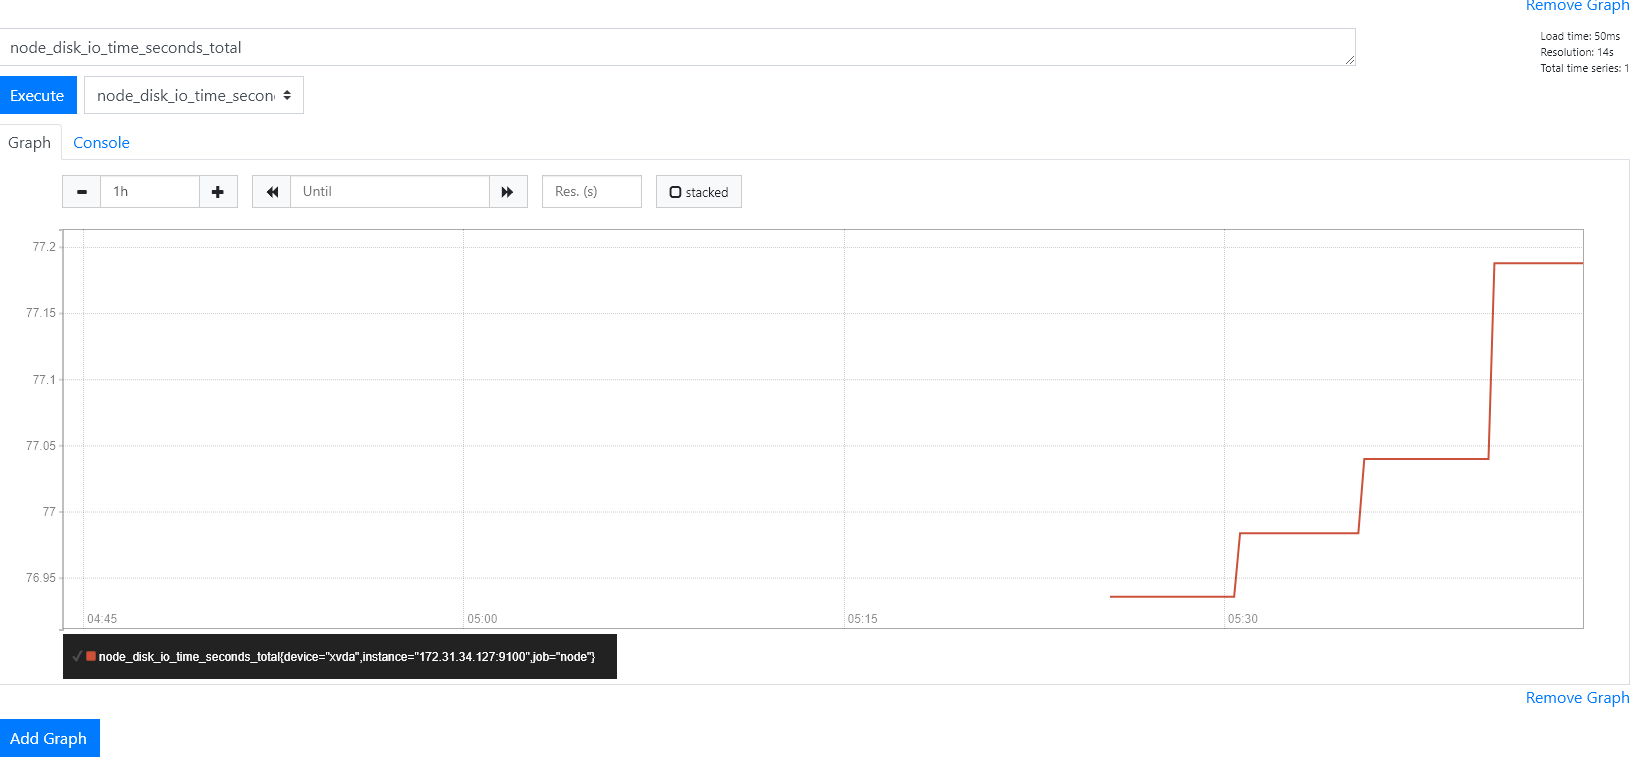 Remove Graph
node_disk_io_time_seconds_total
Load time: 50ms
Resolution: 14s
Total time series: 1
Execute
node_disk_io_time_secon
Graph
Console
1h
Until
Res. (s)
stacked
77.2
77.15
77.1
77.05
77
76.95
04:45
05:00
05:15
05:30
node_disk_io_time_seconds_total{device="xvda",instance="172.31.34.127:9100",job="node"}
Remove Graph
Add Graph